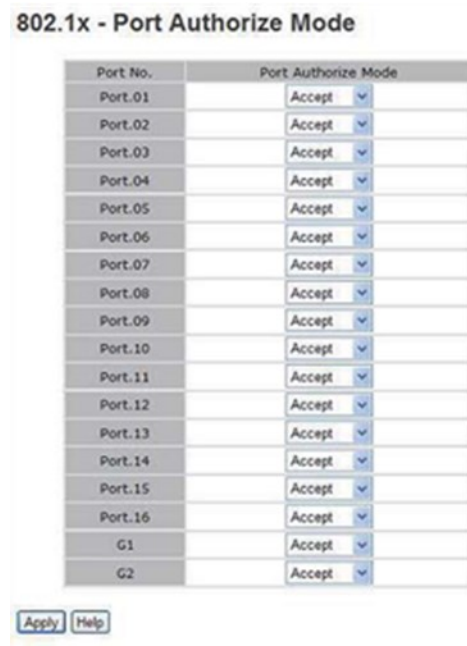 802.1x - Port Authorize Mode
Port No. Port Authorize Mode
Port.01 Accept
Port.02 Accept
Port.03 Accept
Port.04 Accept
Port.05 Accept
Port.06 Accept
Port.07 Accept
Port.08 Accept
Port.09 Accept
Port.10 Accept
Port.11 Accept
Port.12 Accept
Port.13 Accept
Port.14 Accept
Port.15 Accept
Port.16 Accept
G1 Accept
G2 Accept
Apply Help